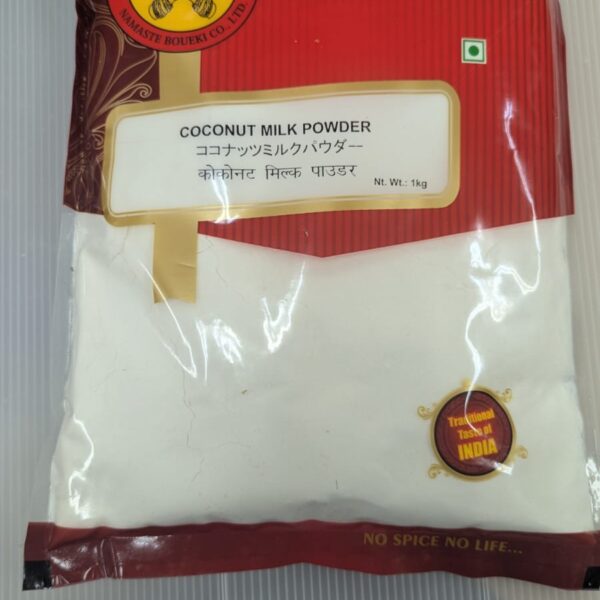 NAMASTE BOUEKI CO., LTD.
COCONUT MILK POWDER
ココナッツミルクパウダー
कोकोनट मिल्क पाउडर
Nt. Wt.: 1kg
Traditional
Taste of
INDIA
NO SPICE NO LIFE...